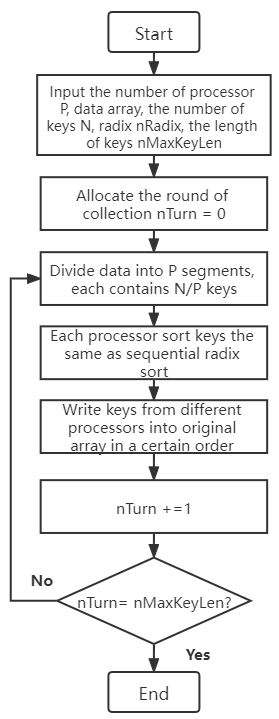 Start
Input the number of processor
P, data array, the number of
keys N, radix nRadix, the length
of keys nMaxKeyLen
Allocate the round of
collection nTurn = 0
Divide data into P segments,
each contains N/P keys
Each processor sort keys the
same as sequential radix
sort
Write keys from different
processors into original
array in a certain order
nTurn +=1
No
nTurn= nMaxKeyLen?
Yes
End